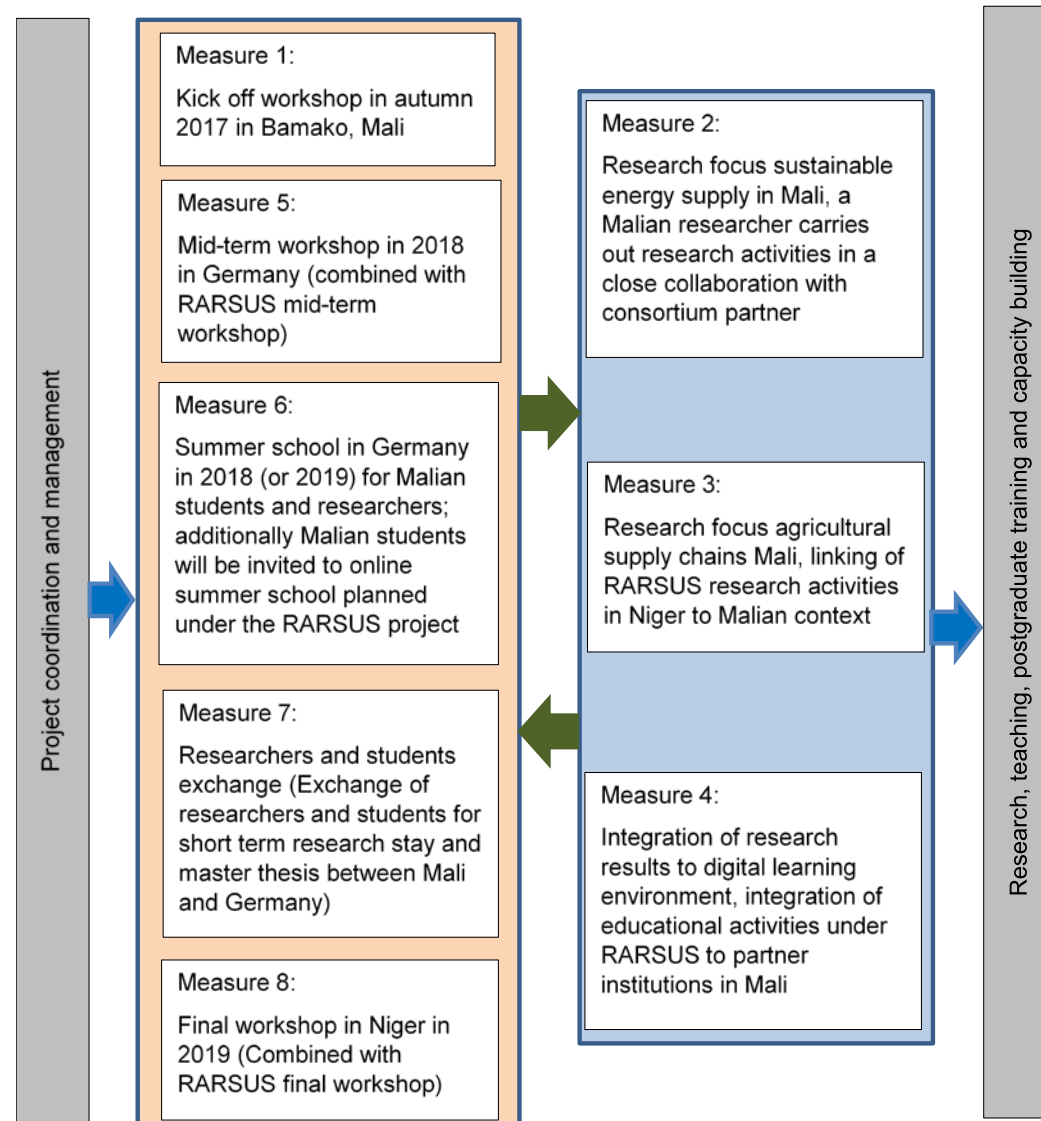 Project coordination and management
Measure 1:
Kick off workshop in autumn
2017 in Bamako, Mali
Measure 5:
Mid-term workshop in 2018
in Germany (combined with
RARSUS mid-term
workshop)
Measure 6:
Summer school in Germany
in 2018 (or 2019) for Malian
students and researchers;
additionally Malian students
will be invited to online
summer school planned
under the RARSUS project
Measure 7:
Researchers and students
exchange (Exchange of
researchers and students for
short term research stay and
master thesis between Mali
and Germany)
Measure 8:
Final workshop in Niger in
2019 (Combined with
RARSUS final workshop)
Measure 2:
Research focus sustainable
energy supply in Mali, a
Malian researcher carries
out research activities in a
close collaboration with
consortium partner
Measure 3:
Research focus agricultural
supply chains Mali, linking of
RARSUS research activities
in Niger to Malian context
Measure 4:
Integration of research
results to digital learning
environment, integration of
educational activities under
RARSUS to partner
institutions in Mali
Research, teaching, postgraduate training and capacity building